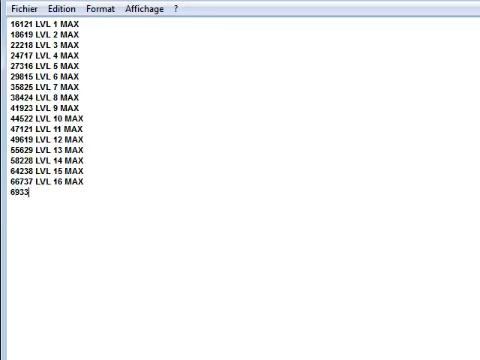 Fichier Edition Format Affichage ?
16121 LVL 1 MAX
18619 LVL 2 MAX
22218 LVL 3 MAX
24717 LVL 4 MAX
27316 LVL 5 MAX
29815 LVL 6 MAX
35825 LVL 7 MAX
38424 LVL 8 MAX
41923 LVL 9 MAX
44522 LVL 10 MAX
47121 LVL 11 MAX
49619 LVL 12 MAX
55629 LVL 13 MAX
58228 LVL 14 MAX
64238 LVL 15 MAX
66737 LVL 16 MAX
6933